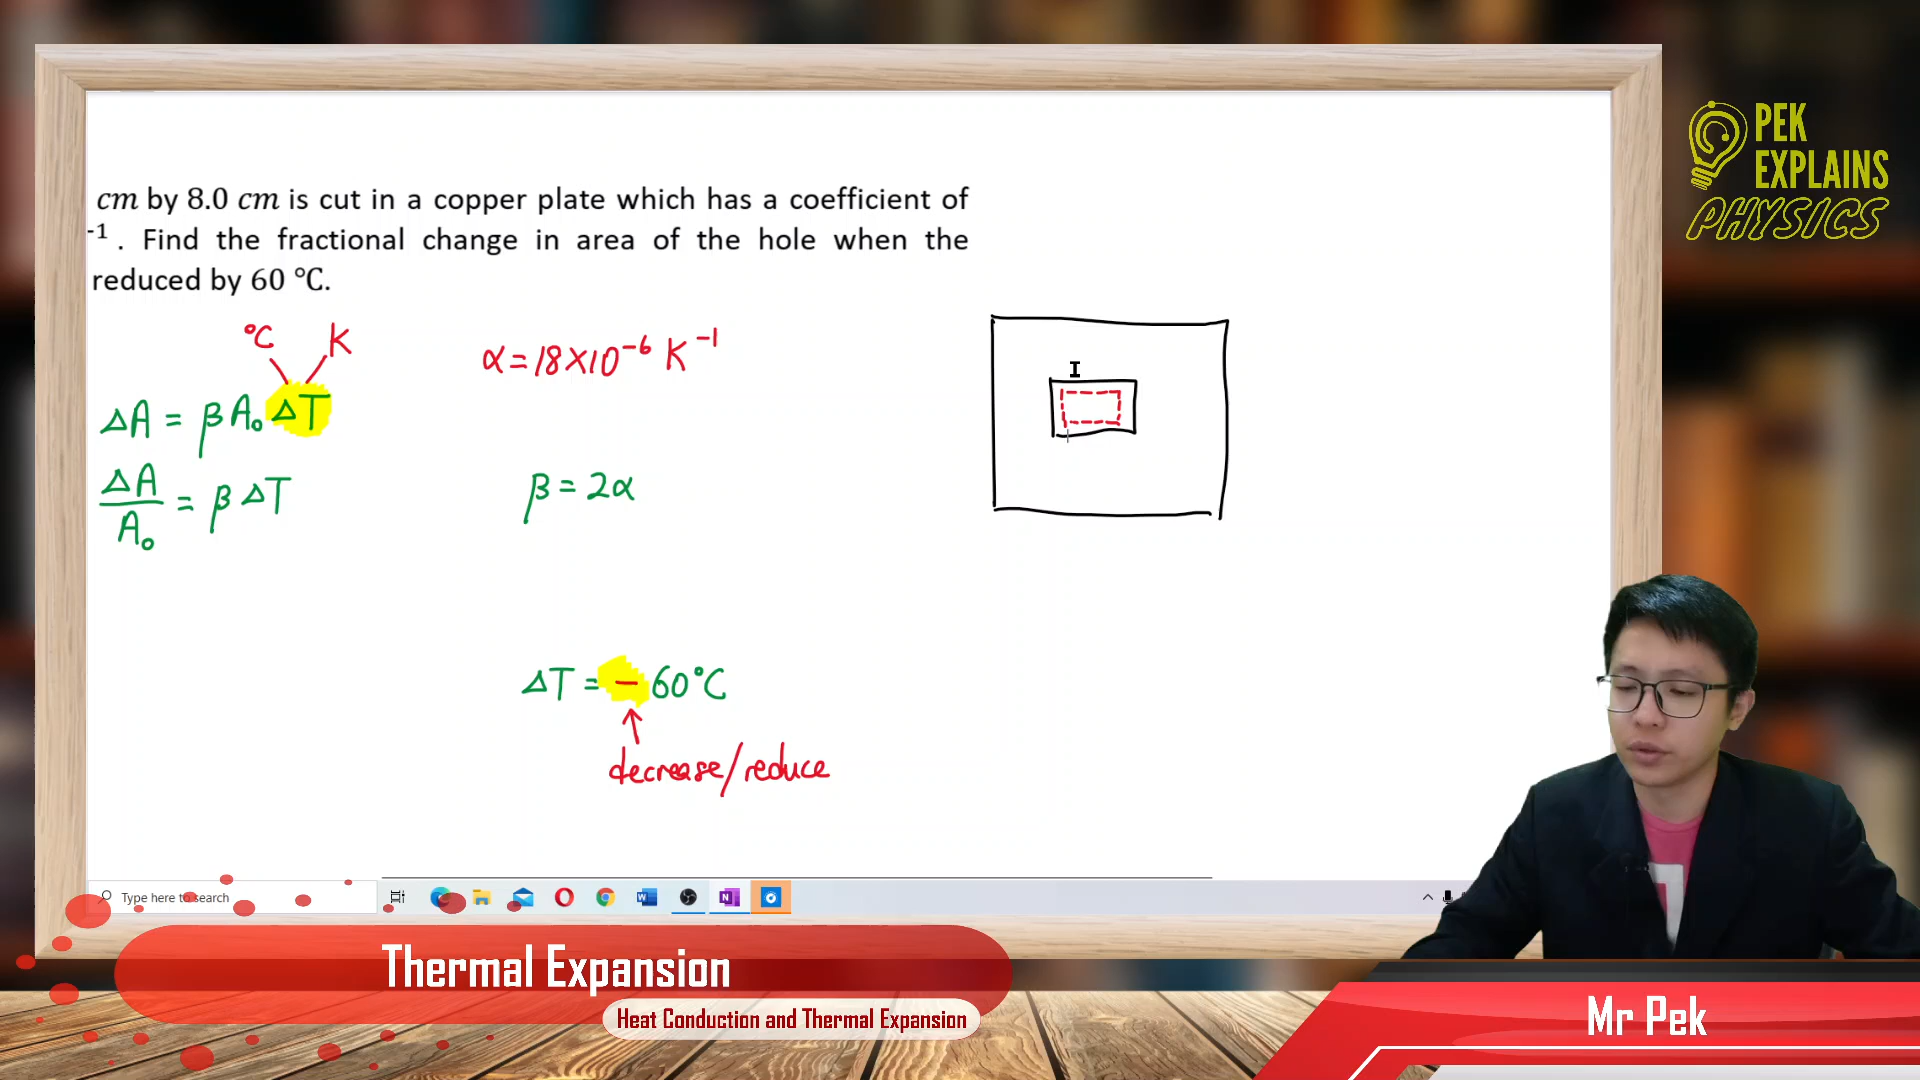 cm by 8.0 cm is cut in a copper plate which has a coefficient of
-1 . Find the fractional change in area of the hole when the
reduced by 60 °C.
°C K
α = 18 × 10⁻⁶ K⁻¹
ΔA = β A₀ ΔT
ΔA/A₀ = β ΔT
β = 2α
ΔT = - 60°C
decrease/reduce
PEK
EXPLAINS
PHYSICS
Type here to search
Thermal Expansion
Heat Conduction and Thermal Expansion
Mr Pek